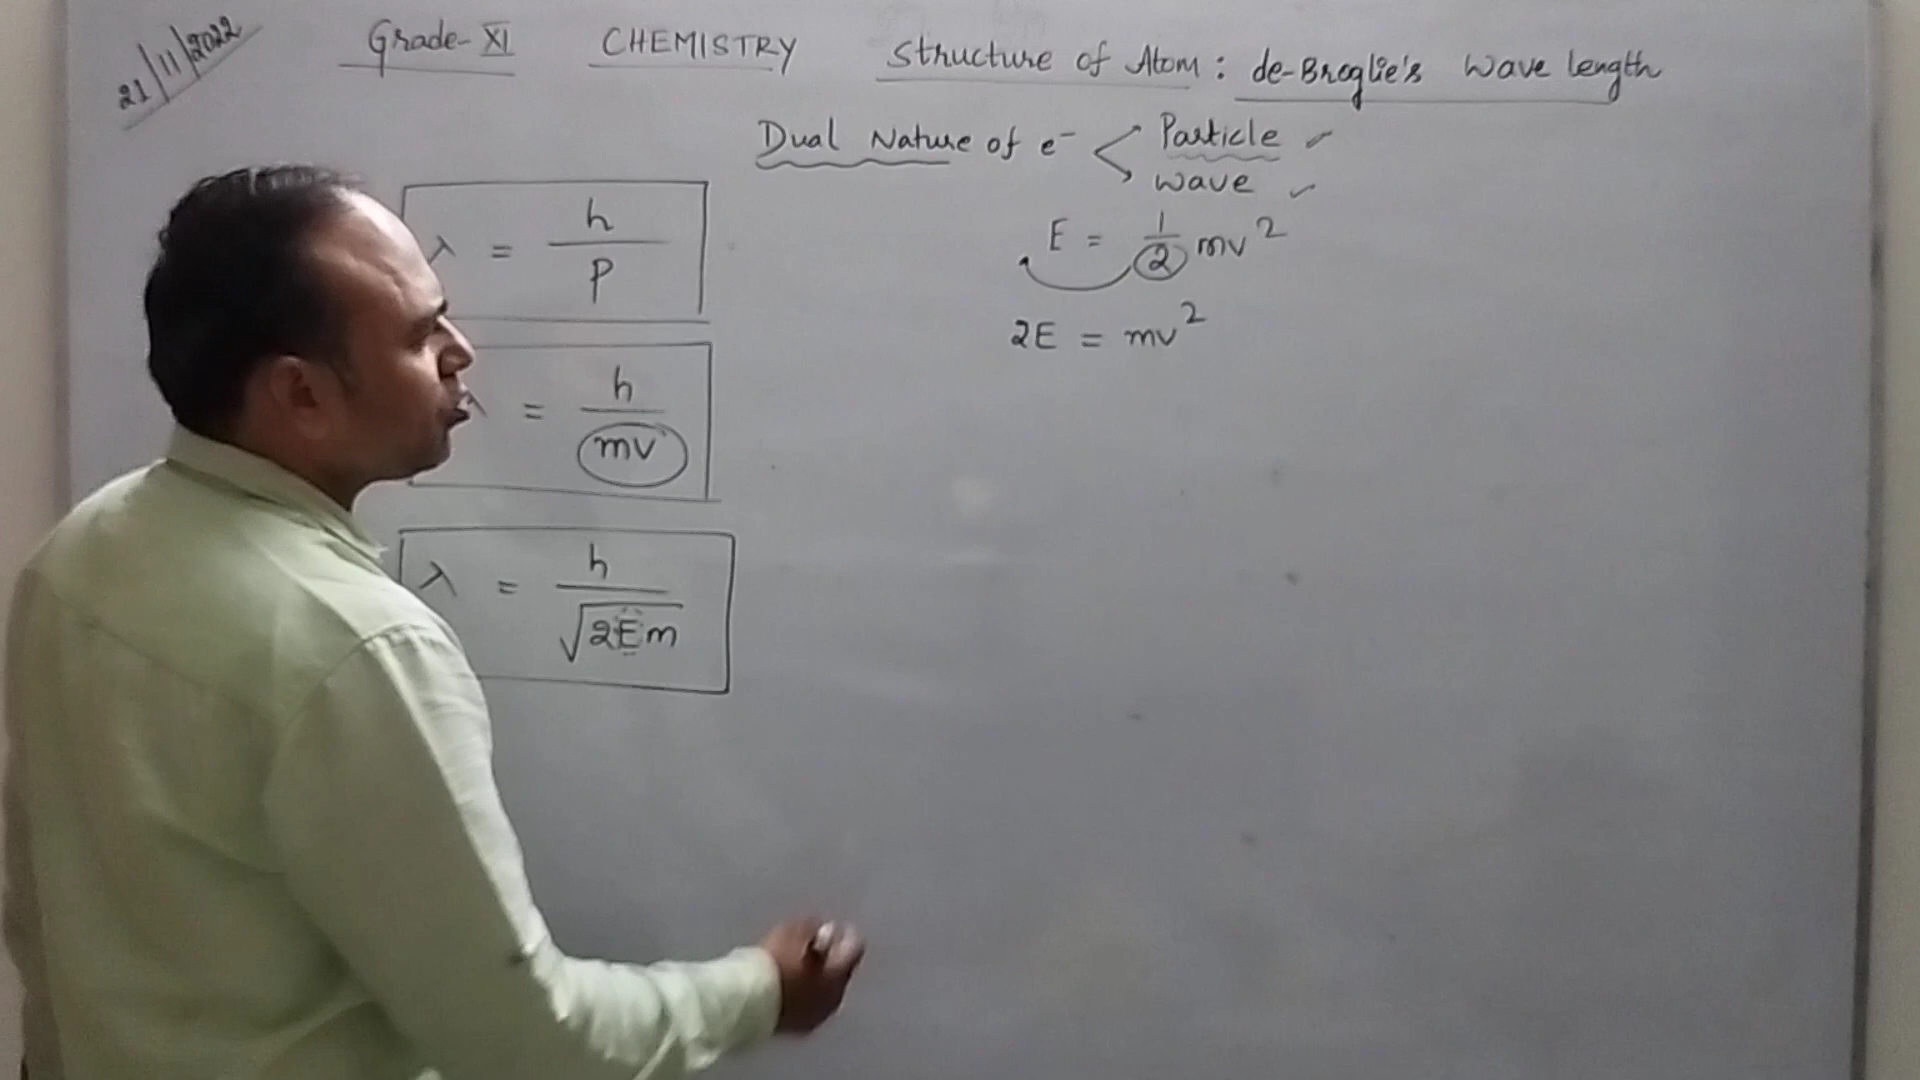 21/11/2022
Grade-XI CHEMISTRY Structure of Atom: de-Broglie's Wave length
Dual Nature of e⁻ < Particle
wave
λ = h/P
λ = h/mv
λ = h/√2Em
E = 1/2 mv²
2E = mv²